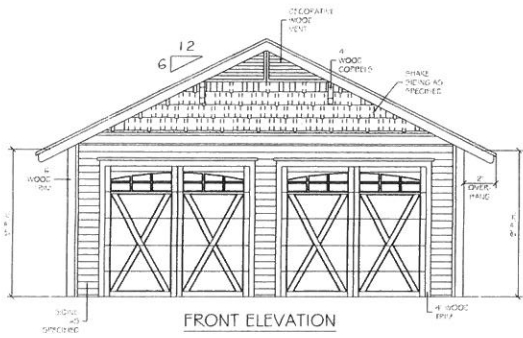 DECORATIVE
WOOD
VENT
12
6
4"
WOOD
CORBELS
SHAKE
SIDING AS
SPECIFIED
6"
WOOD
2'
OVER
HANG
SIDING
AS
SPECIFIED
4" WOOD
TRIM
FRONT ELEVATION